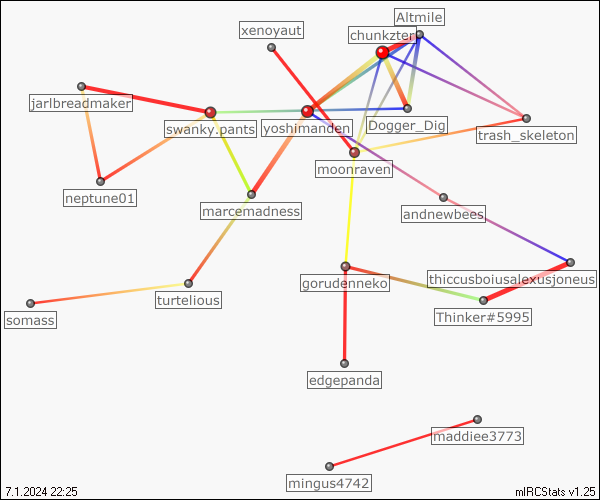 Altmile
xenoyaut
chunkzter
jarlbreadmaker
swanky.pants
yoshimanden
Dogger_Dig
trash_skeleton
moonraven
neptune01
marcemadness
andnewbees
gorudenneko
thiccusboiusalexusjoneus
turtelious
somass
Thinker#5995
edgepanda
maddiee3773
mingus4742
7.1.2024 22:25
mIRCStats v1.25